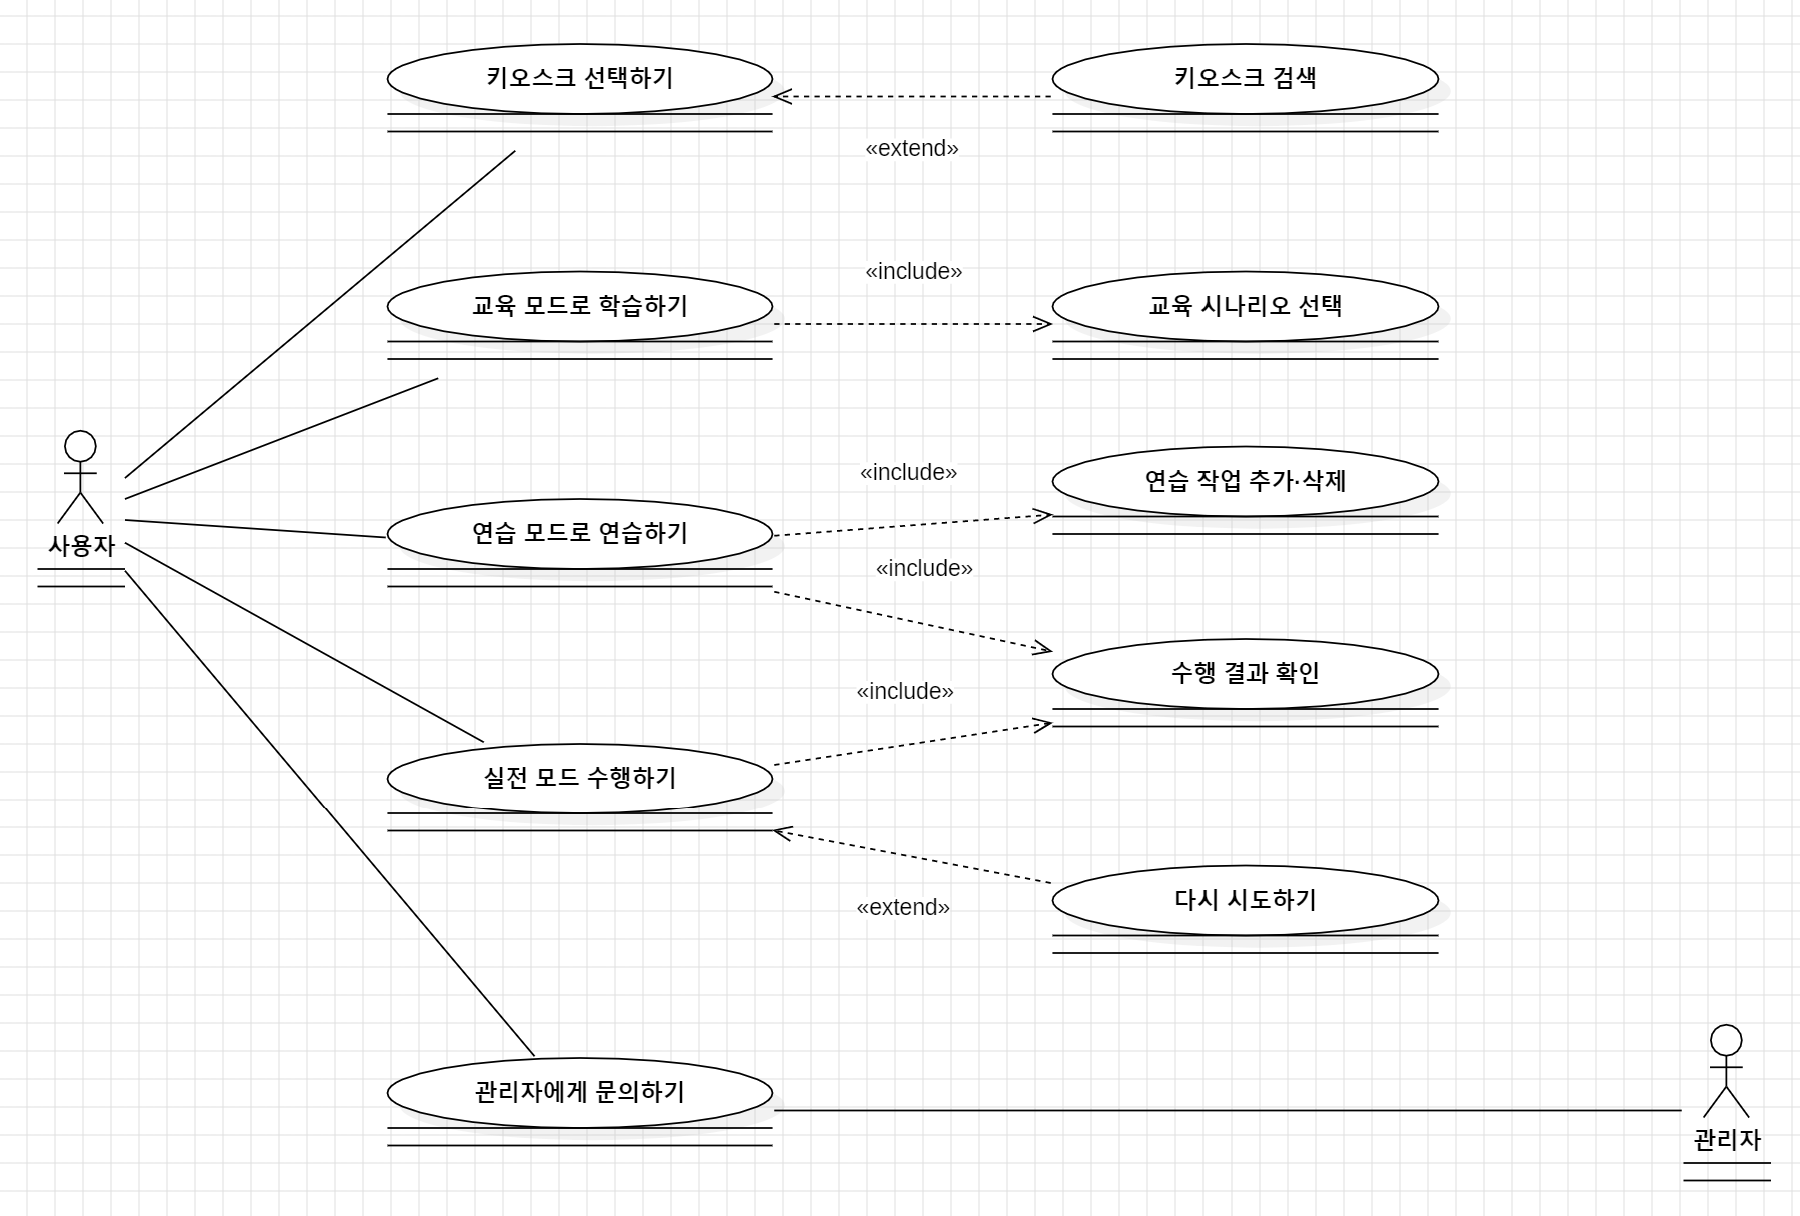 키오스크 선택하기
키오스크 검색
«extend»
«include»
교육 모드로 학습하기
교육 시나리오 선택
«include»
연습 작업 추가·삭제
연습 모드로 연습하기
사용자
«include»
수행 결과 확인
«include»
실전 모드 수행하기
다시 시도하기
«extend»
관리자에게 문의하기
관리자